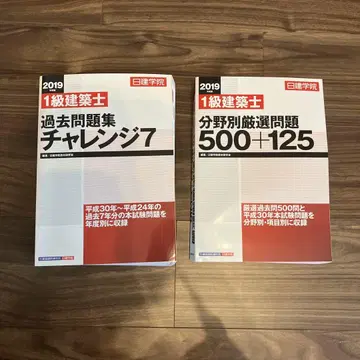 2019
日建学院
1級建築士
過去問題集
チャレンジ7
平成30年~平成24年の
過去7年分の本試験問題を
年度別に収録
2019
日建学院
1級建築士
分野別厳選問題
500+125
厳選過去問500問と
平成30年本試験問題を
分野別・項目別に収録